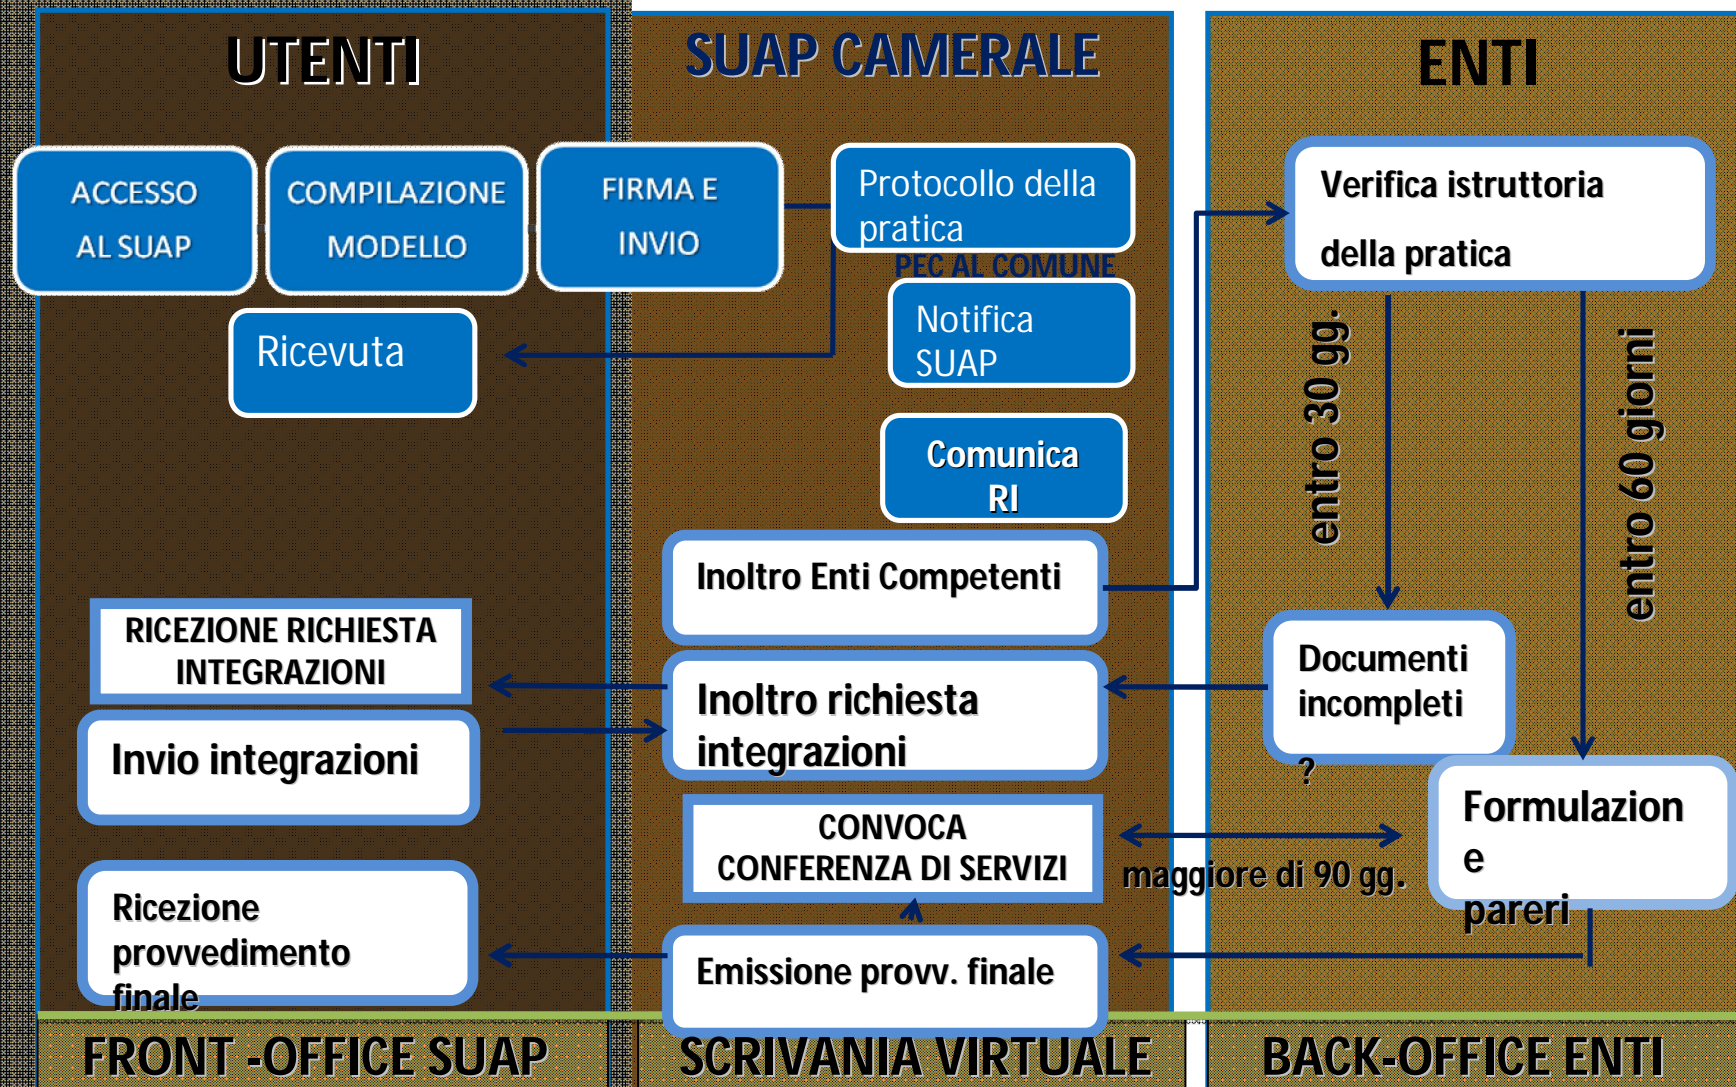 UTENTI
ACCESSO
AL SUAP
COMPILAZIONE
MODELLO
FIRMA E
INVIO
Ricevuta
RICEZIONE RICHIESTA
INTEGRAZIONI
Invio integrazioni
Ricezione
provvedimento
finale
FRONT -OFFICE SUAP
SUAP CAMERALE
Protocollo della
pratica
PEC AL COMUNE
Notifica
SUAP
Comunica
RI
Inoltro Enti Competenti
Inoltro richiesta
integrazioni
CONVOCA
CONFERENZA DI SERVIZI
Emissione provv. finale
SCRIVANIA VIRTUALE
ENTI
Verifica istruttoria
della pratica
entro 30 gg.
entro 60 giorni
Documenti
incompleti
?
Formulazion
e
pareri
maggiore di 90 gg.
BACK-OFFICE ENTI